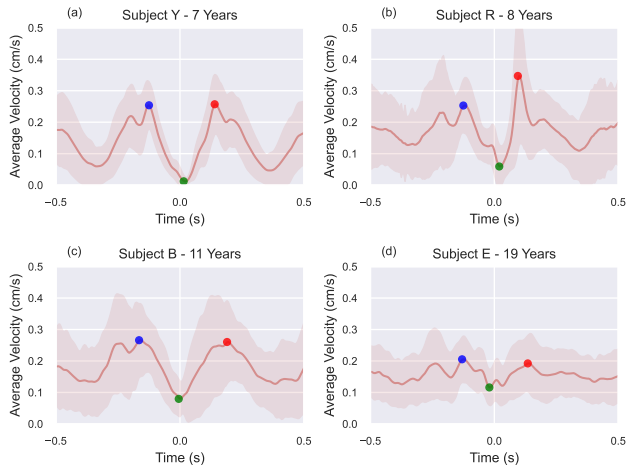 (a) Subject Y - 7 Years
Average Velocity (cm/s)
0.5
0.4
0.3
0.2
0.1
0.0
−0.5 0.0 0.5
Time (s)
(b) Subject R - 8 Years
Average Velocity (cm/s)
0.5
0.4
0.3
0.2
0.1
0.0
−0.5 0.0 0.5
Time (s)
(c) Subject B - 11 Years
Average Velocity (cm/s)
0.5
0.4
0.3
0.2
0.1
0.0
−0.5 0.0 0.5
Time (s)
(d) Subject E - 19 Years
Average Velocity (cm/s)
0.5
0.4
0.3
0.2
0.1
0.0
−0.5 0.0 0.5
Time (s)